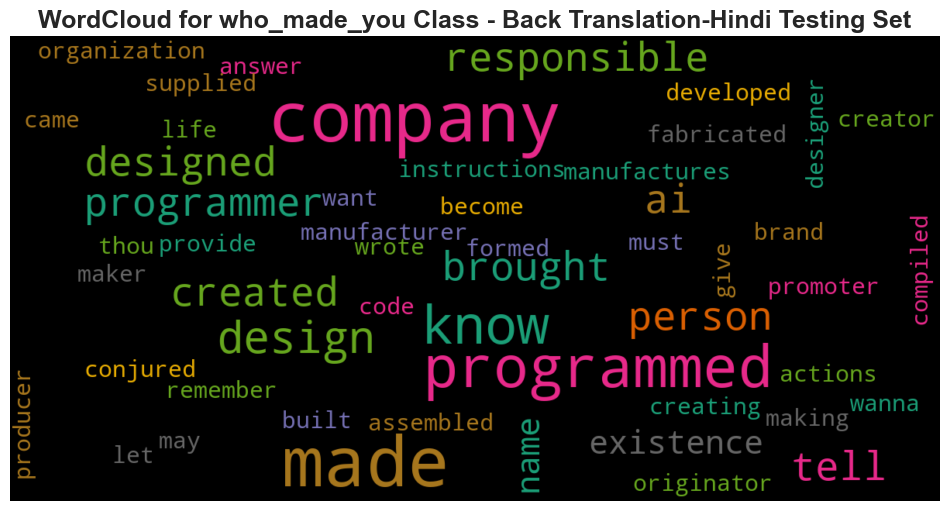 WordCloud for who_made_you Class - Back Translation-Hindi Testing Set
organization
answer
responsible
supplied
company
developed
designer
creator
came
life
fabricated
designed
instructions
manufactures
programmer
want
become
ai
thou
provide
manufacturer
wrote
formed
must
brand
maker
brought
give
compiled
created
code
promoter
design
know
person
programmed
conjured
actions
producer
remember
creating
wanna
built
assembled
making
let
may
made
name
existence
tell
originator